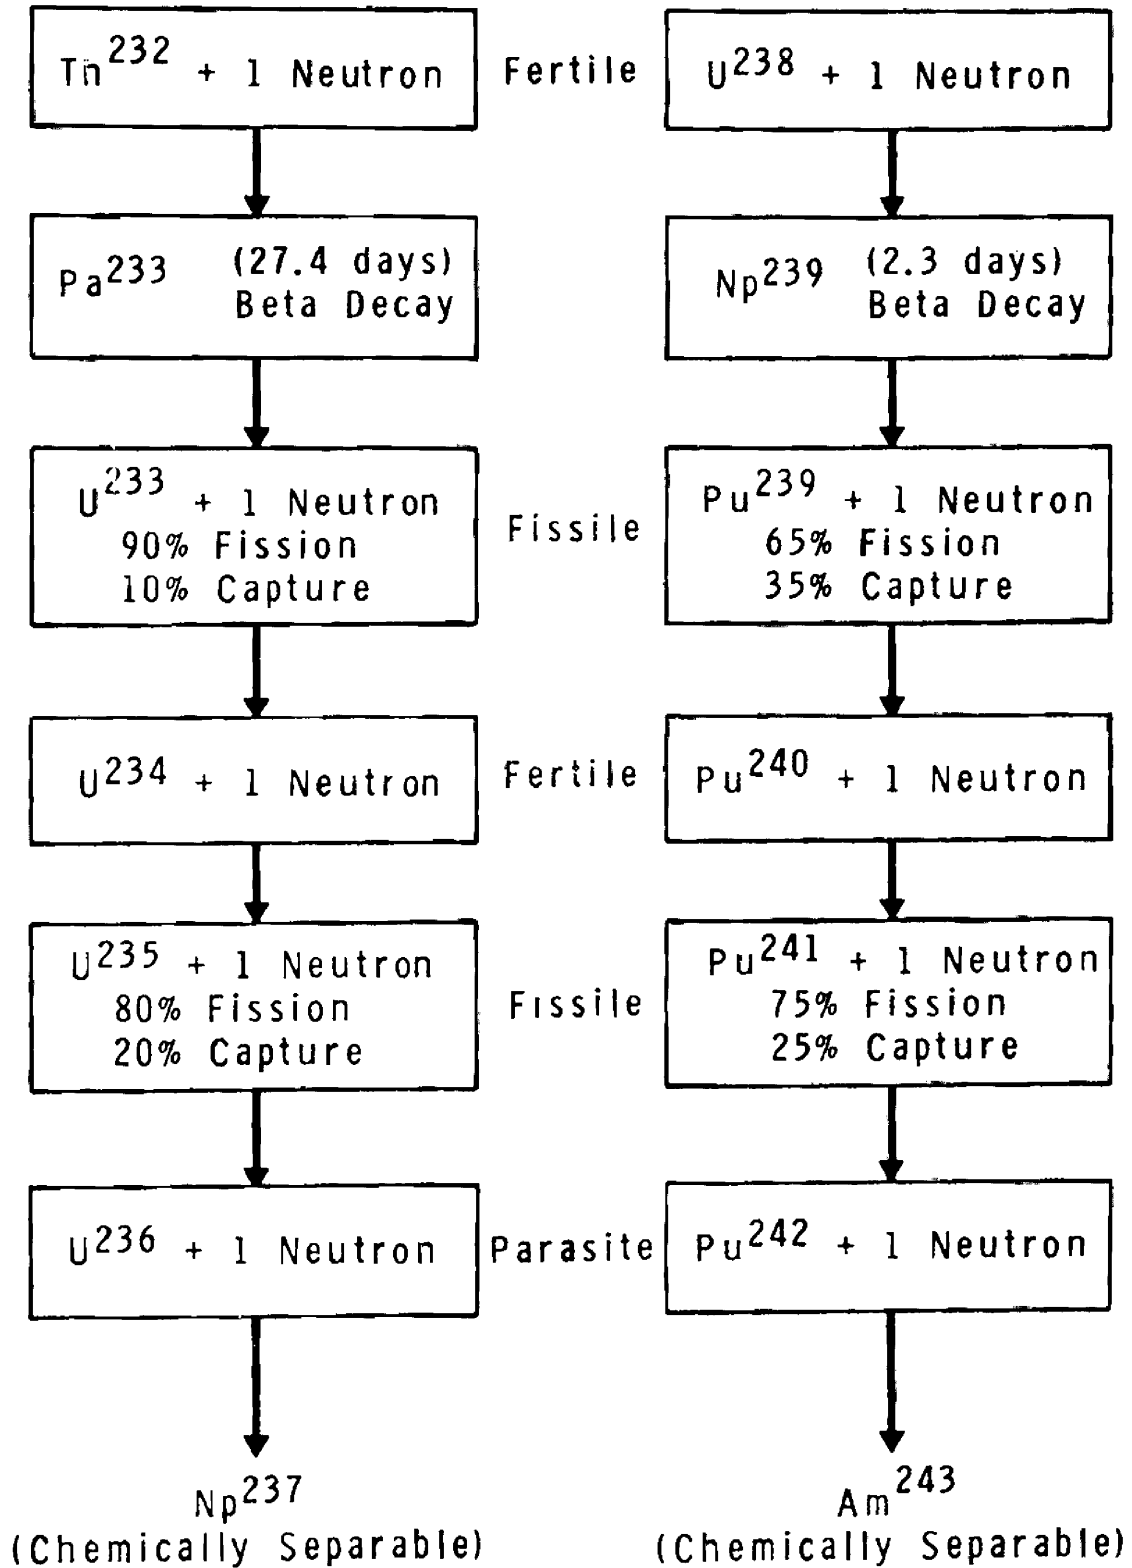 Th²³² + 1 Neutron
Fertile
U²³⁸ + 1 Neutron
Pa²³³ (27.4 days)
Beta Decay
Np²³⁹ (2.3 days)
Beta Decay
U²³³ + 1 Neutron
90% Fission
10% Capture
Fissile
Pu²³⁹ + 1 Neutron
65% Fission
35% Capture
U²³⁴ + 1 Neutron
Fertile
Pu²⁴⁰ + 1 Neutron
U²³⁵ + 1 Neutron
80% Fission
20% Capture
Fissile
Pu²⁴¹ + 1 Neutron
75% Fission
25% Capture
U²³⁶ + 1 Neutron
Parasite
Pu²⁴² + 1 Neutron
Np²³⁷
(Chemically Separable)
Am²⁴³
(Chemically Separable)